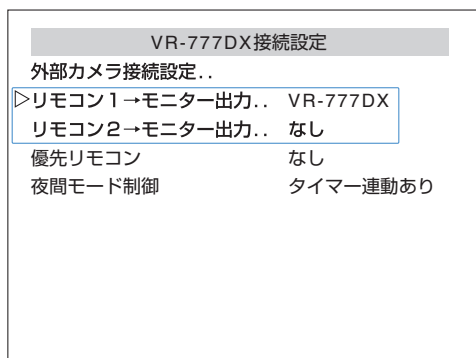 VR-777DX接続設定
外部カメラ接続設定..
▷リモコン1→モニター出力.. VR-777DX
リモコン2→モニター出力.. なし
優先リモコン なし
夜間モード制御 タイマー連動あり